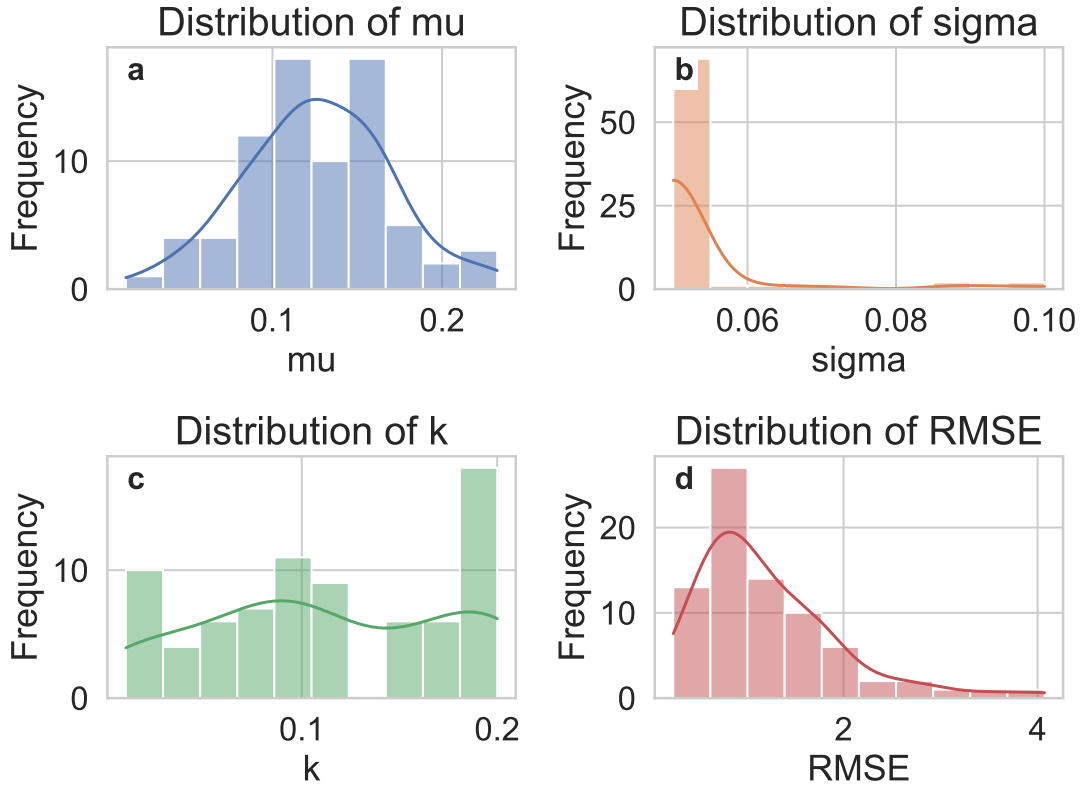 Distribution of mu
a
Frequency
10
0
0.1 0.2
mu
Distribution of sigma
b
Frequency
50
25
0
0.06 0.08 0.10
sigma
Distribution of k
c
Frequency
10
0
0.1 0.2
k
Distribution of RMSE
d
Frequency
20
10
0
2 4
RMSE